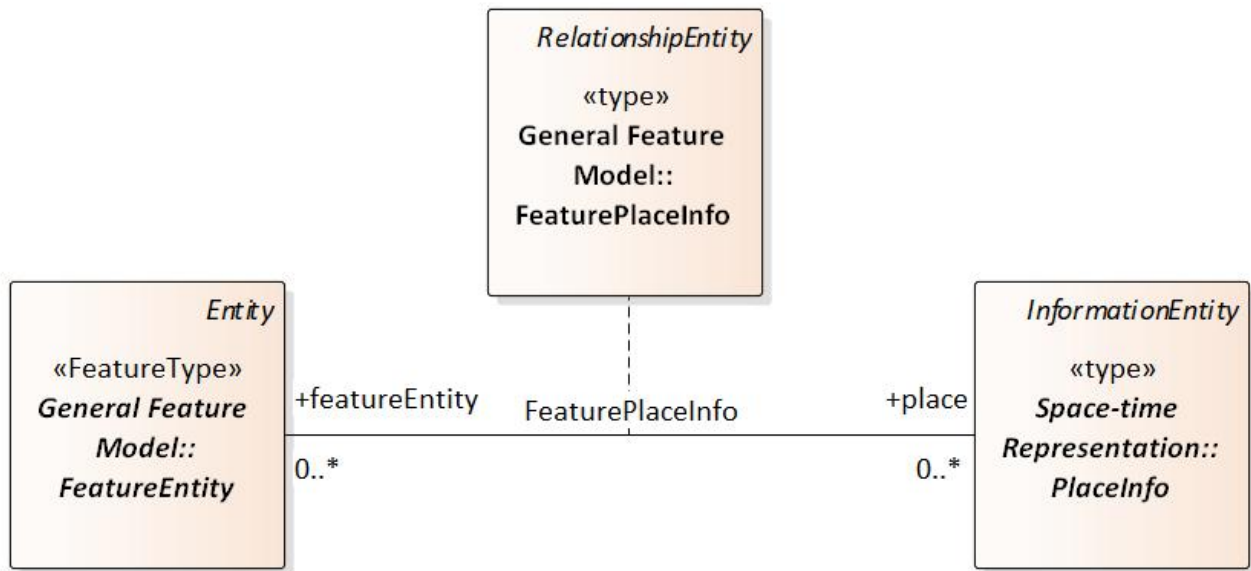 RelationshipEntity
«type»
General Feature
Model::
FeaturePlaceInfo
Entity
«FeatureType»
General Feature
Model::
FeatureEntity
+featureEntity
0..*
FeaturePlaceInfo
+place
0..*
InformationEntity
«type»
Space-time
Representation::
PlaceInfo